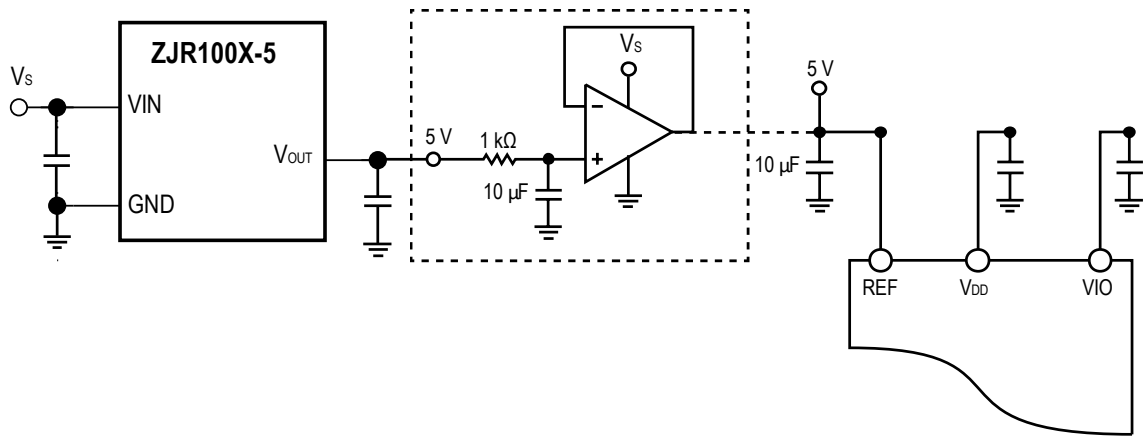 ZJR100X-5
VS
VIN
VOUT
GND
5 V
1 kΩ
10 µF
VS
−
+
5 V
10 µF
REF
VDD
VIO